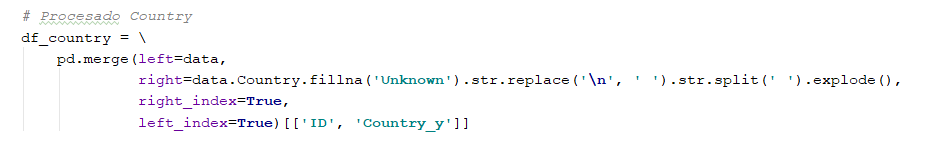 # Procesado Country
df_country = \
pd.merge(left=data,
right=data.Country.fillna('Unknown').str.replace('\n', ' ').str.split(' ').explode(),
right_index=True,
left_index=True)[['ID', 'Country_y']]